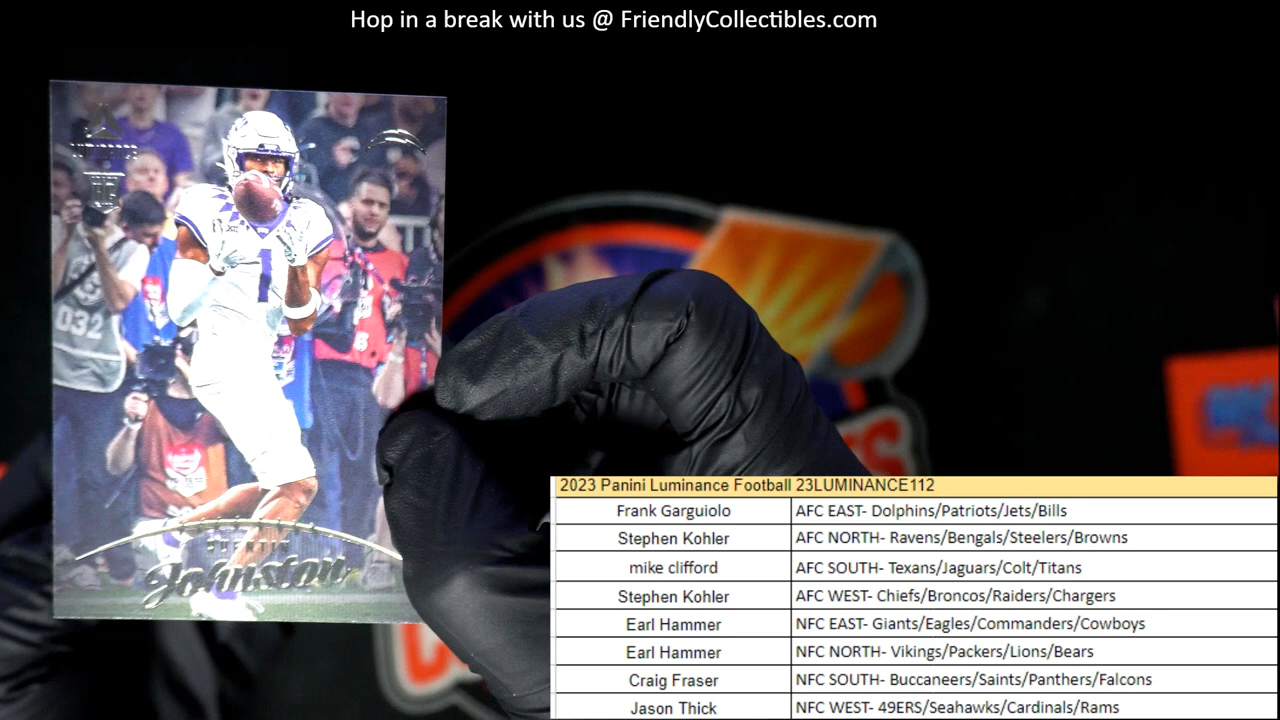 Hop in a break with us @ FriendlyCollectibles.com
032
1
Johnston
2023 Panini Luminance Football 23LUMINANCE112
Frank Garguiolo AFC EAST- Dolphins/Patriots/Jets/Bills
Stephen Kohler AFC NORTH- Ravens/Bengals/Steelers/Browns
mike clifford AFC SOUTH- Texans/Jaguars/Colt/Titans
Stephen Kohler AFC WEST- Chiefs/Broncos/Raiders/Chargers
Earl Hammer NFC EAST- Giants/Eagles/Commanders/Cowboys
Earl Hammer NFC NORTH- Vikings/Packers/Lions/Bears
Craig Fraser NFC SOUTH- Buccaneers/Saints/Panthers/Falcons
Jason Thick NFC WEST- 49ERS/Seahawks/Cardinals/Rams